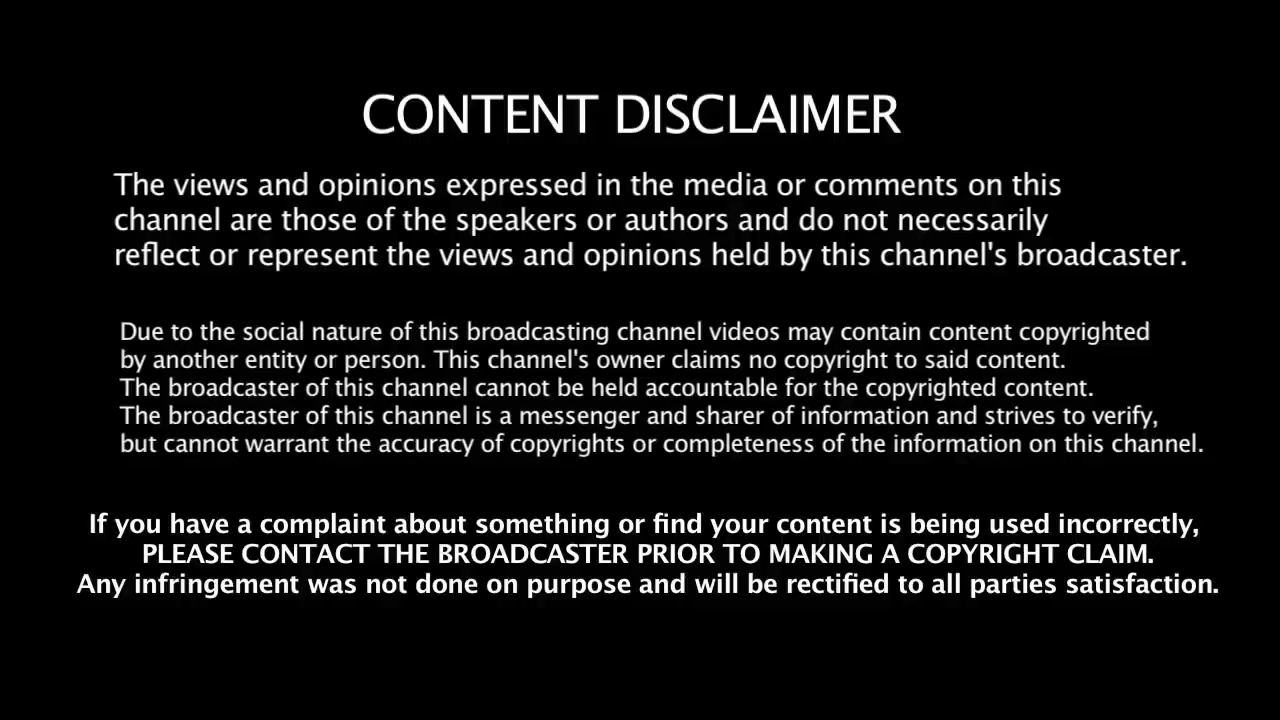 CONTENT DISCLAIMER
The views and opinions expressed in the media or comments on this
channel are those of the speakers or authors and do not necessarily
reflect or represent the views and opinions held by this channel's broadcaster.
Due to the social nature of this broadcasting channel videos may contain content copyrighted
by another entity or person. This channel's owner claims no copyright to said content.
The broadcaster of this channel cannot be held accountable for the copyrighted content.
The broadcaster of this channel is a messenger and sharer of information and strives to verify,
but cannot warrant the accuracy of copyrights or completeness of the information on this channel.
If you have a complaint about something or find your content is being used incorrectly,
PLEASE CONTACT THE BROADCASTER PRIOR TO MAKING A COPYRIGHT CLAIM.
Any infringement was not done on purpose and will be rectified to all parties satisfaction.